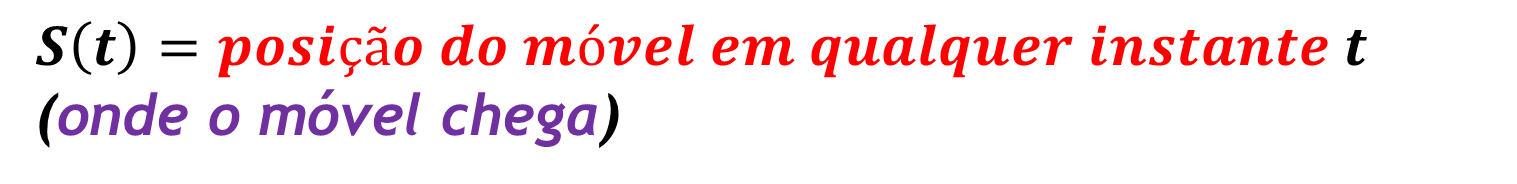 S(t) = posição do móvel em qualquer instante t
(onde o móvel chega)